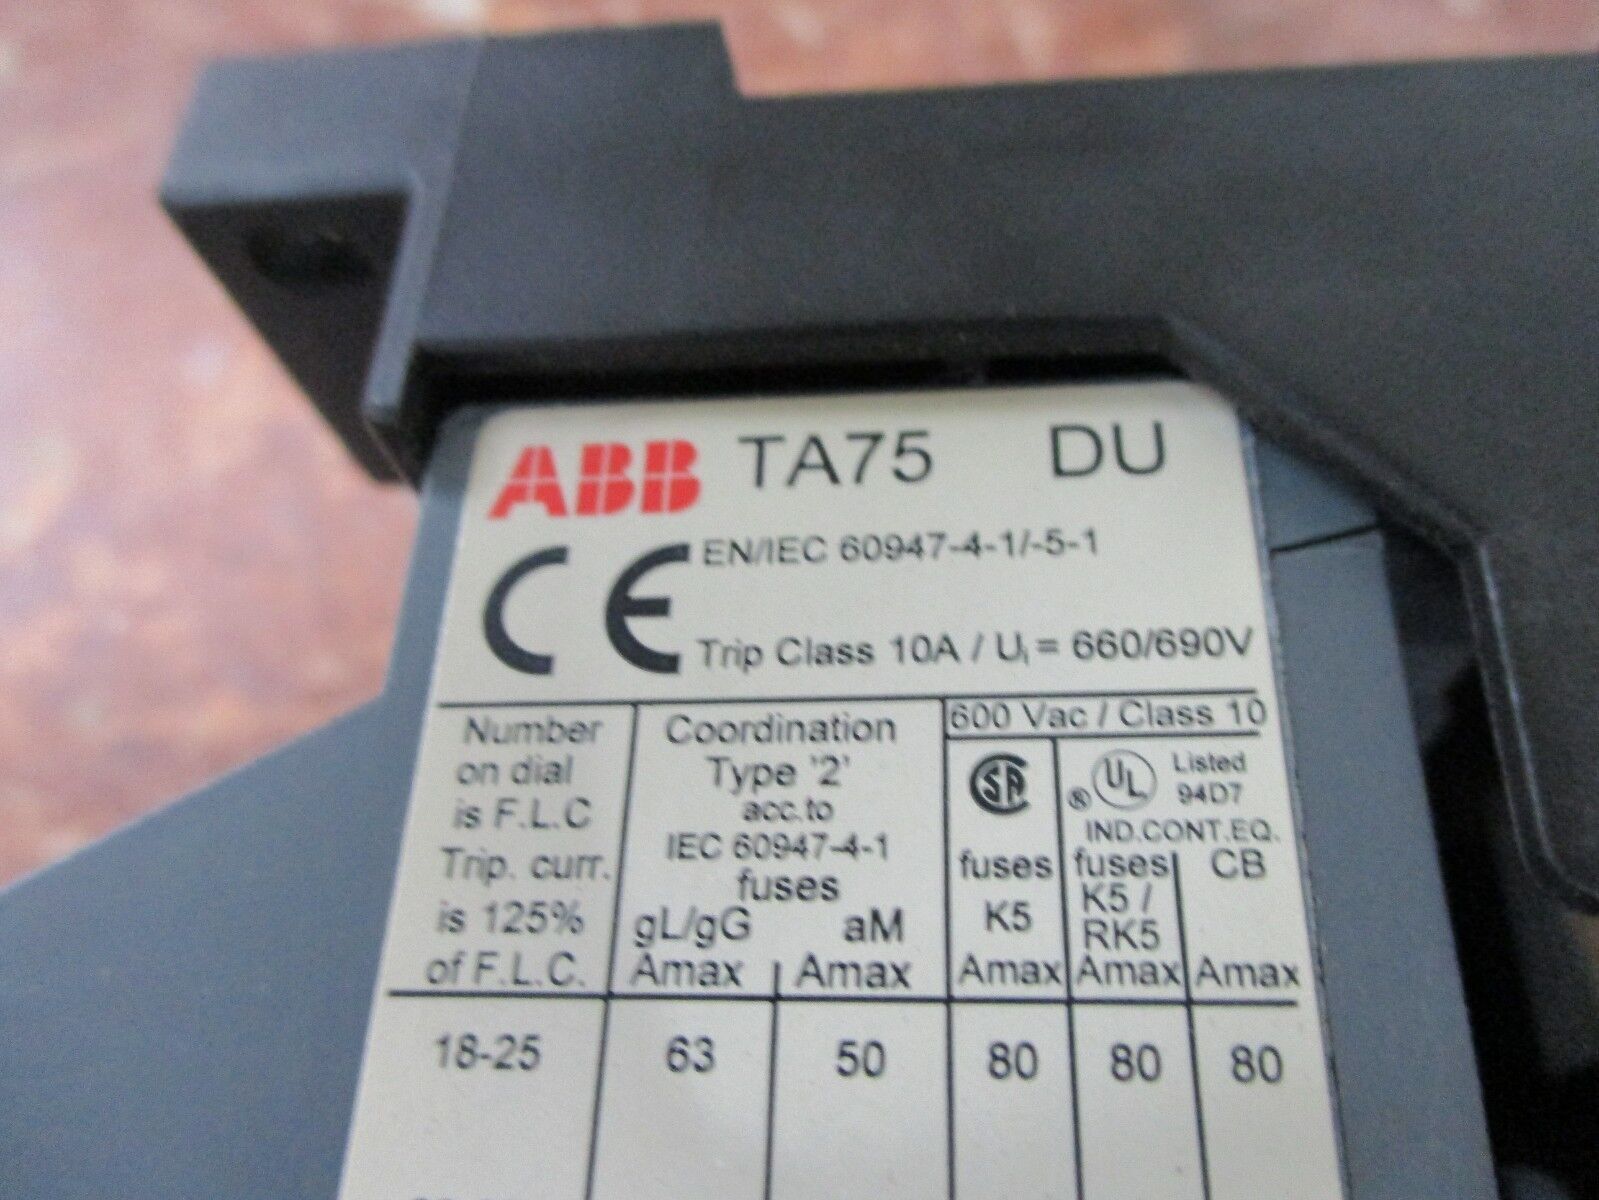 ABB TA75 DU
CE EN/IEC 60947-4-1/-5-1
Trip Class 10A / Ui = 660/690V
Number
on dial
is F.L.C
Trip. curr.
is 125%
of F.L.C.
Coordination
Type '2'
acc.to
IEC 60947-4-1
fuses
gL/gG aM
Amax Amax
600 Vac / Class 10
SA
fuses
K5
Amax
® UL Listed
94D7
IND.CONT.EQ.
fuses
K5 /
RK5
Amax
CB
Amax
18-25 63 50 80 80 80